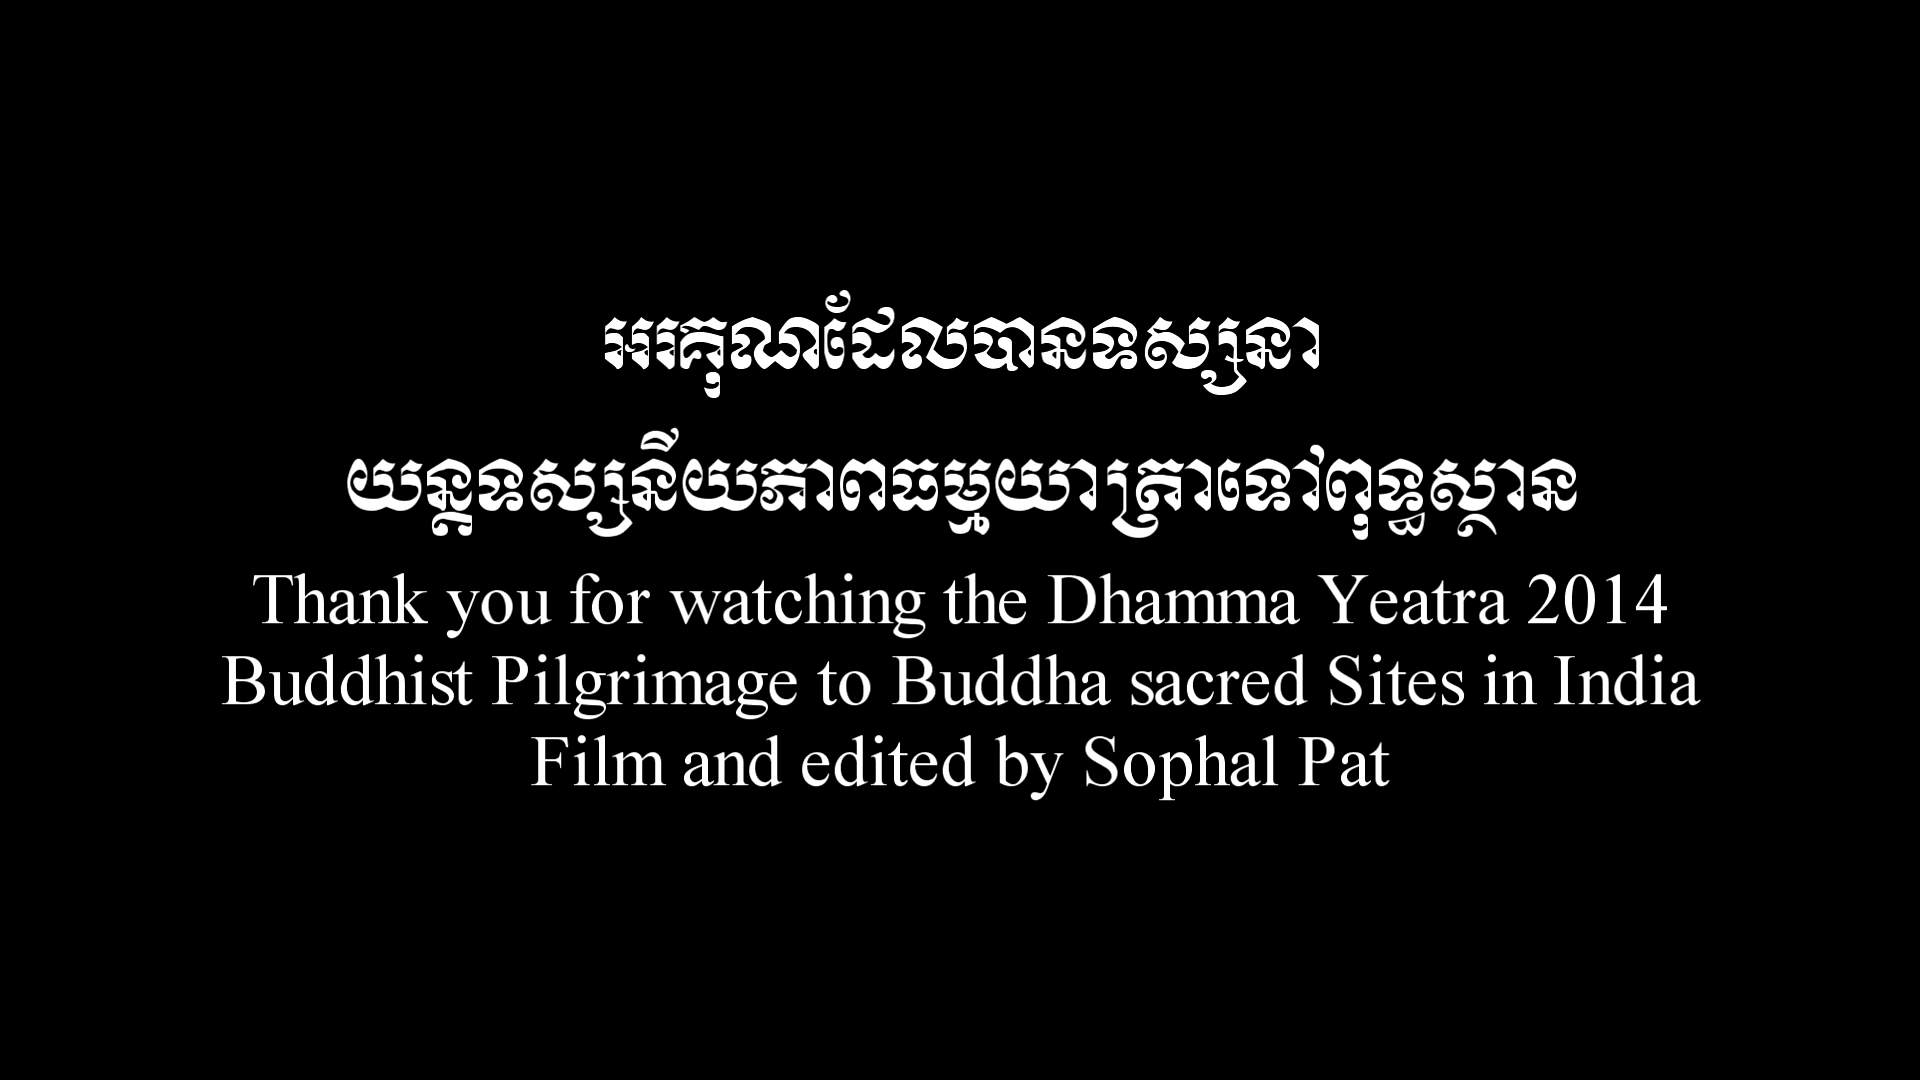 អរគុណដែលបានទស្សនា
យន្តទស្សនីយភាពធម្មយាត្រាទៅពុទ្ធស្ថាន
Thank you for watching the Dhamma Yeatra 2014
Buddhist Pilgrimage to Buddha sacred Sites in India
Film and edited by Sophal Pat